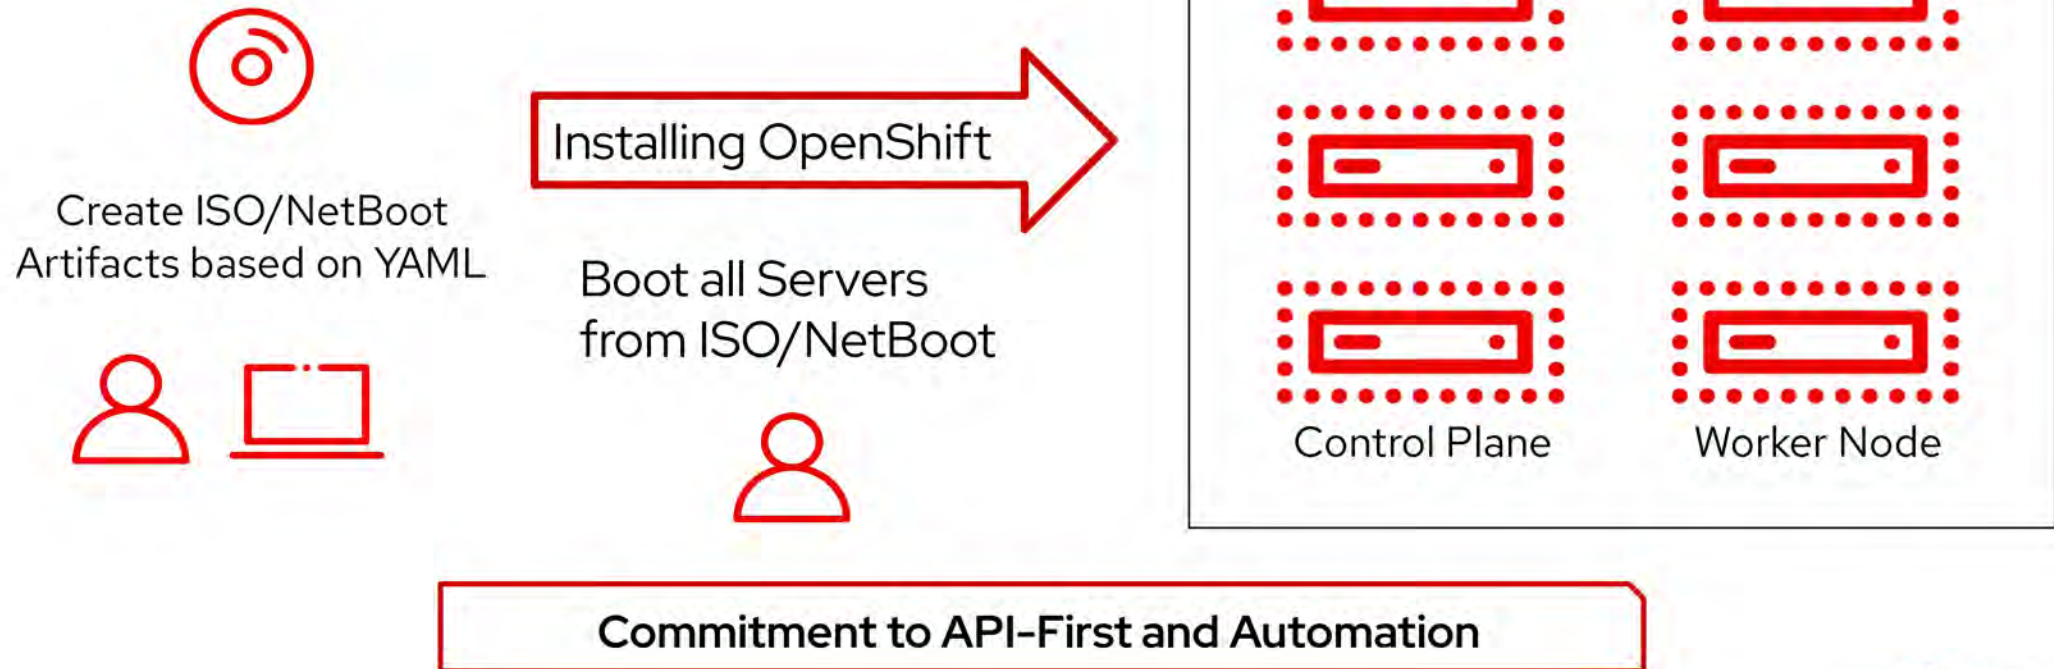 Installing OpenShift
Create ISO/NetBoot
Artifacts based on YAML
Boot all Servers
from ISO/NetBoot
Control Plane
Worker Node
Commitment to API-First and Automation